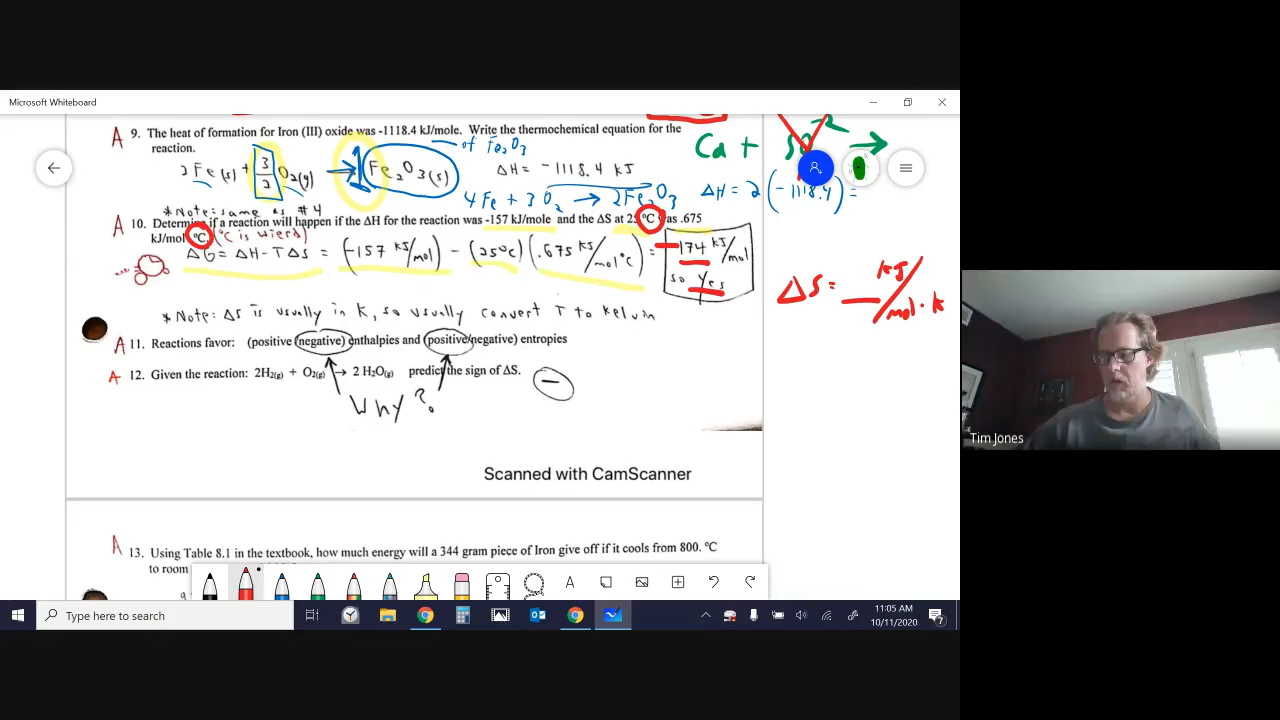 Microsoft Whiteboard
A 9. The heat of formation for Iron (III) oxide was -1118.4 kJ/mole. Write the thermochemical equation for the
reaction.
of Fe2O3
2Fe(s) + 3/2 O2(g) → 1 Fe2O3(s) ΔH = -1118.4 kJ
4Fe + 3O2 → 2Fe2O3 ΔH = 2(-1118.4) =
Ca +
→
*Note: same as #4
A 10. Determine if a reaction will happen if the ΔH for the reaction was -157 kJ/mole and the ΔS at 25 ºC was .675
kJ/mol ºC. (°C is wierd)
ΔG = ΔH - TΔS = (-157 kJ/mol) - (25°C)(.675 kJ/mol°C) = -174 kJ/mol
so Yes
ΔS = __ kJ/mol·K
*Note: ΔS is usually in K, so usually convert T to Kelvin
A 11. Reactions favor: (positive negative) enthalpies and (positive/negative) entropies
A 12. Given the reaction: 2H2(g) + O2(g) → 2 H2O(g) predict the sign of ΔS.
−
Why?
Scanned with CamScanner
A 13. Using Table 8.1 in the textbook, how much energy will a 344 gram piece of Iron give off if it cools from 800. ºC
to room
Tim Jones
Type here to search
11:05 AM
10/11/2020
7